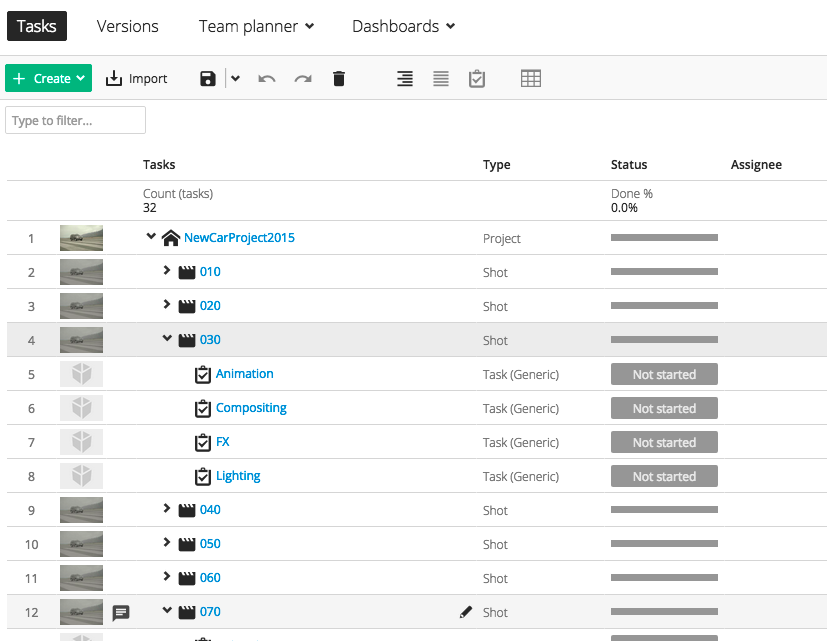 Tasks Versions Team planner Dashboards
Create Import
Type to filter...
Tasks Type Status Assignee
Count (tasks) Done %
32 0.0%
1 NewCarProject2015 Project
2 010 Shot
3 020 Shot
4 030 Shot
5 Animation Task (Generic) Not started
6 Compositing Task (Generic) Not started
7 FX Task (Generic) Not started
8 Lighting Task (Generic) Not started
9 040 Shot
10 050 Shot
11 060 Shot
12 070 Shot